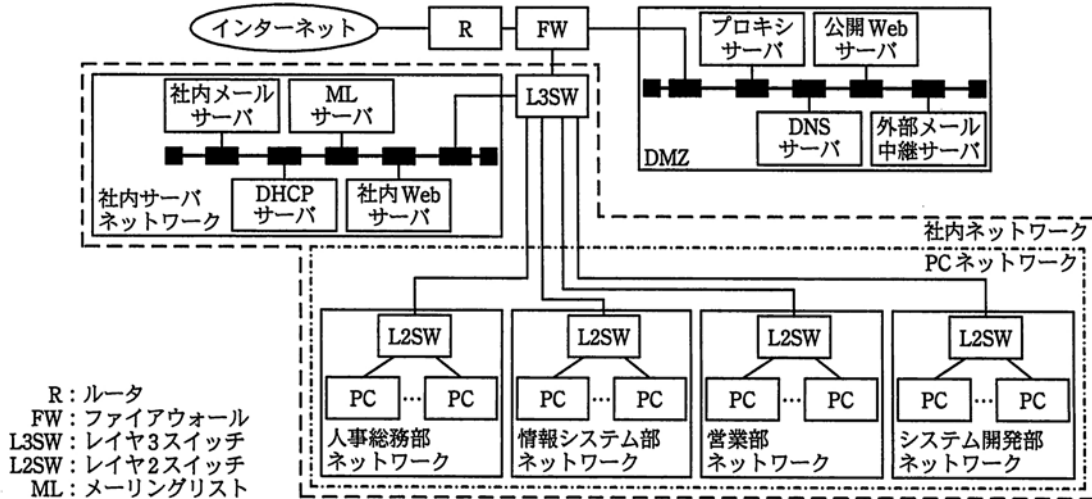 インターネット
R
FW
L3SW
プロキシ
サーバ
公開Web
サーバ
DNS
サーバ
外部メール
中継サーバ
DMZ
社内メール
サーバ
ML
サーバ
DHCP
サーバ
社内Web
サーバ
社内サーバ
ネットワーク
社内ネットワーク
PCネットワーク
L2SW
PC
…
PC
人事総務部
ネットワーク
L2SW
PC
…
PC
情報システム部
ネットワーク
L2SW
PC
…
PC
営業部
ネットワーク
L2SW
PC
…
PC
システム開発部
ネットワーク
R：ルータ
FW：ファイアウォール
L3SW：レイヤ3スイッチ
L2SW：レイヤ2スイッチ
ML：メーリングリスト